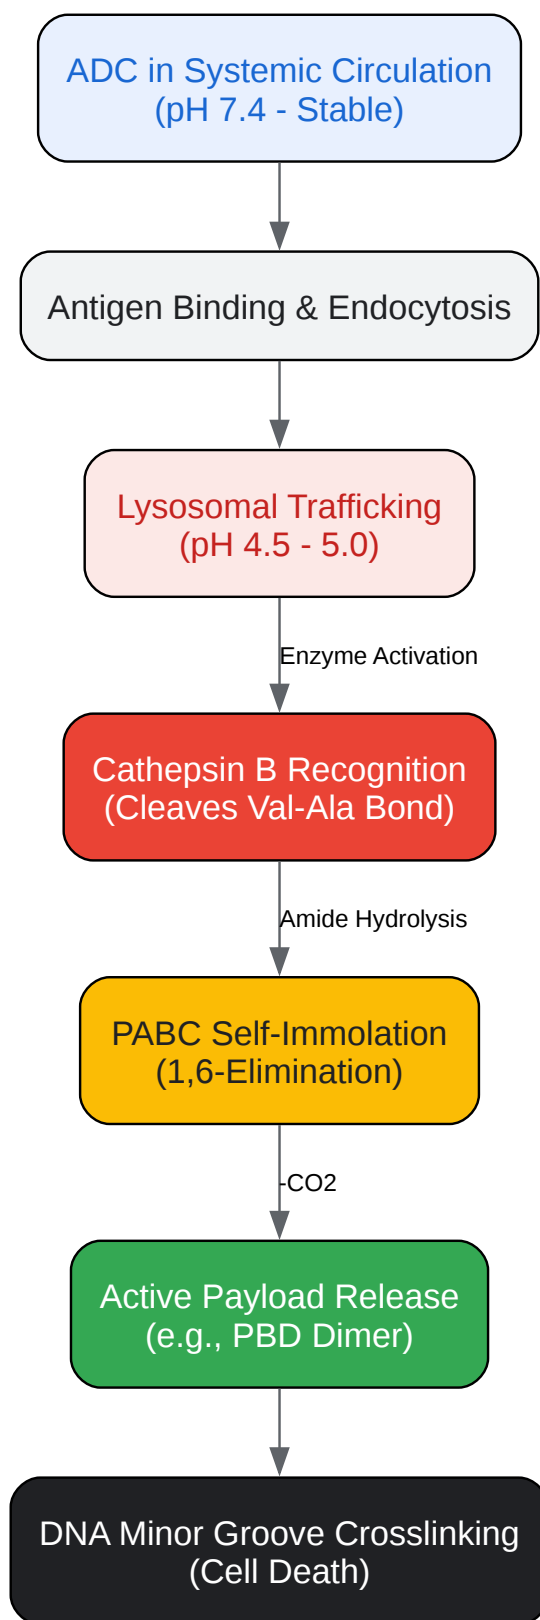 ADC in Systemic Circulation
(pH 7.4 - Stable)
Antigen Binding & Endocytosis
Lysosomal Trafficking
(pH 4.5 - 5.0)
Enzyme Activation
Cathepsin B Recognition
(Cleaves Val-Ala Bond)
Amide Hydrolysis
PABC Self-Immolation
(1,6-Elimination)
-CO2
Active Payload Release
(e.g., PBD Dimer)
DNA Minor Groove Crosslinking
(Cell Death)